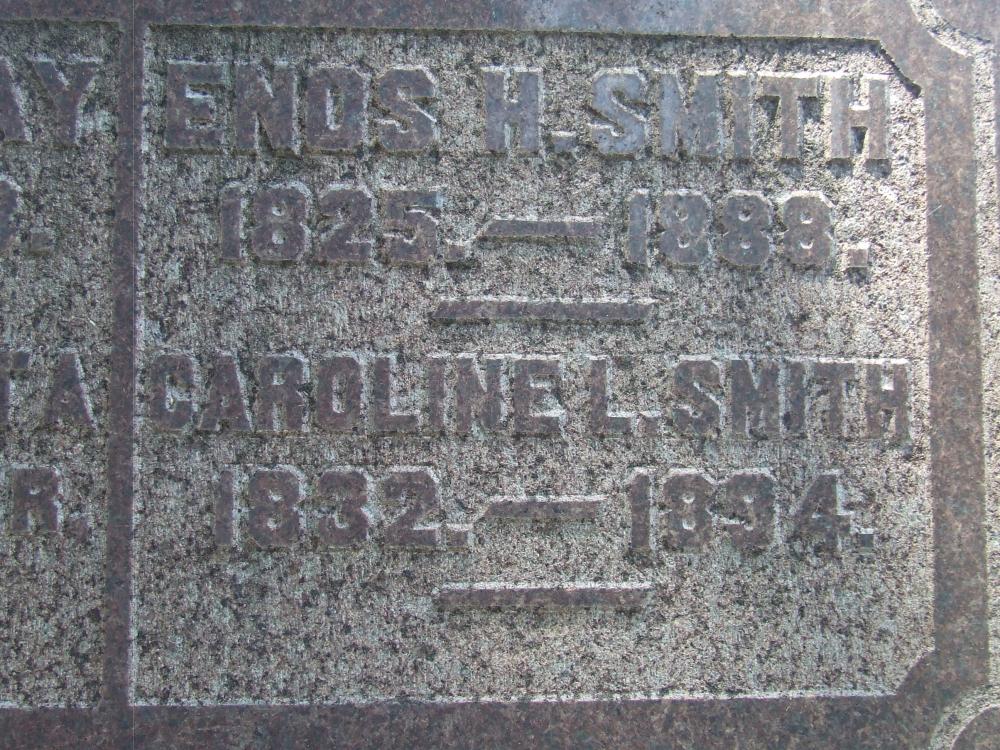 ENOS H. SMITH
1825. — 1888.
CAROLINE L. SMITH
1832. — 1894.